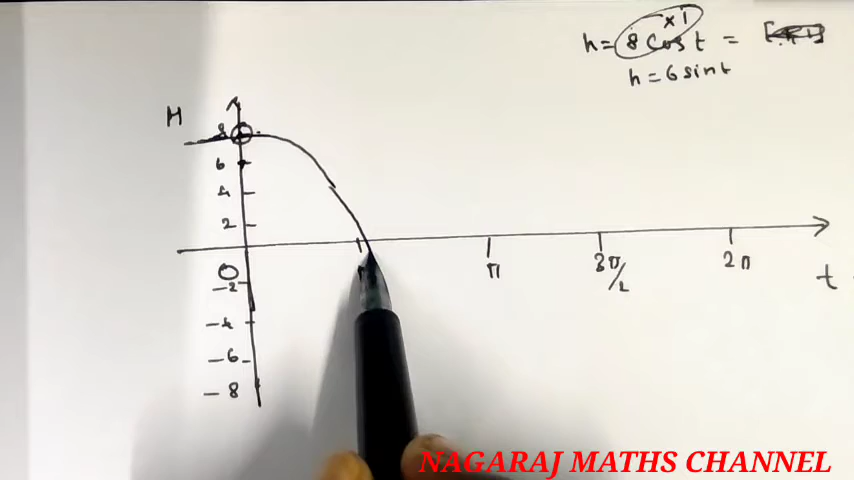 ×1
h = 8 cos t =
h = 6 sin t
H
8
6
4
2
O
-2
-4
-6
-8
π
3π/2
2π
t
NAGARAJ MATHS CHANNEL